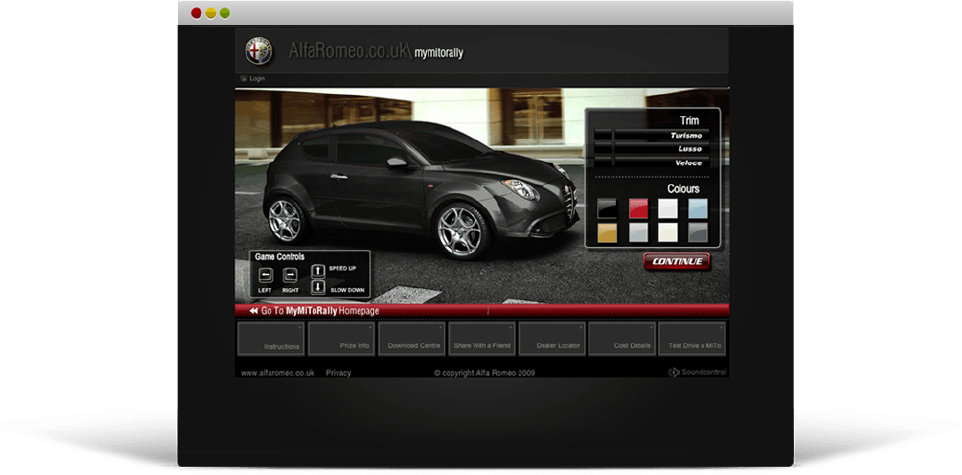 AlfaRomeo.co.uk\ mymitorally
Login
Trim
Turismo
Lusso
Veloce
Colours
CONTINUE
Game Controls
SPEED UP
LEFT RIGHT SLOW DOWN
Go To MyMiToRally Homepage
Instructions Prize Info Download Centre Share With a Friend Dealer Locator Cost Details Test Drive a MiTo
www.alfaromeo.co.uk Privacy © copyright Alfa Romeo 2009 Soundcontrol